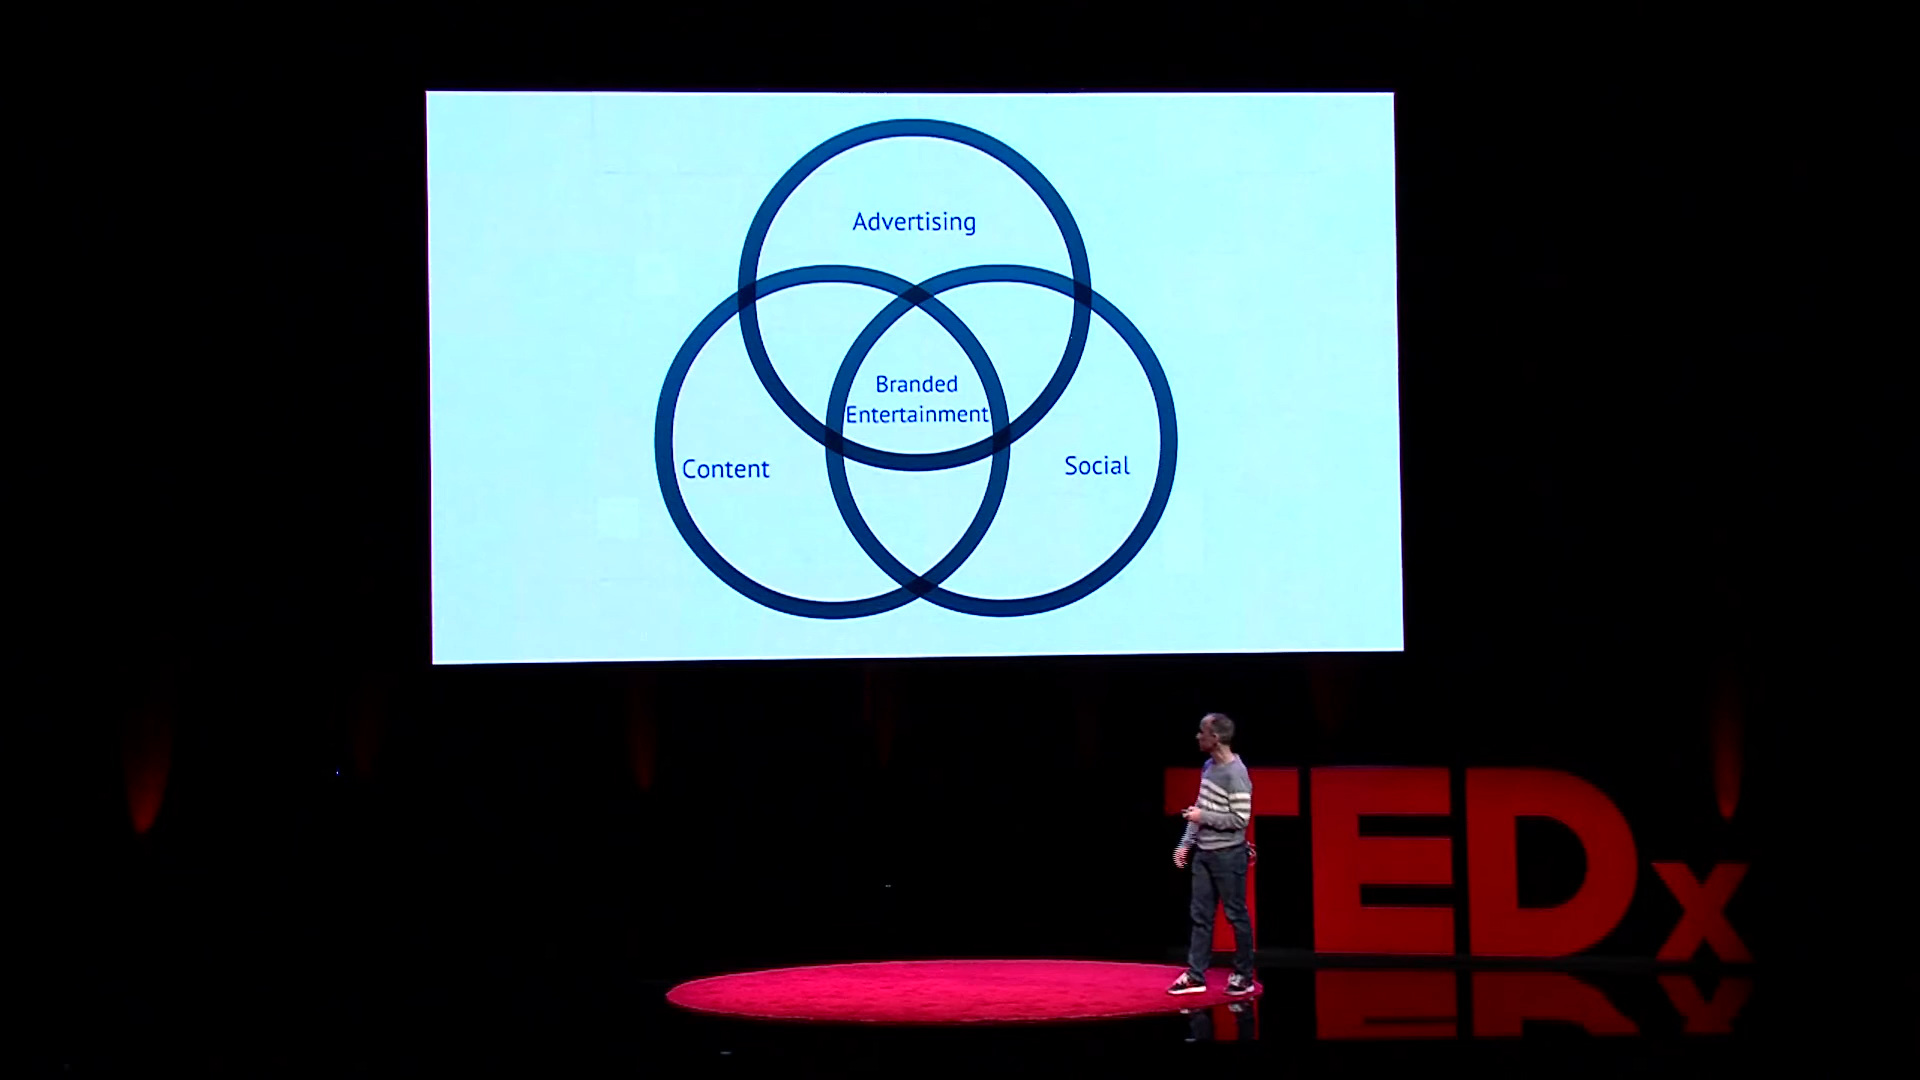 Advertising
Branded
Entertainment
Content
Social
TEDx